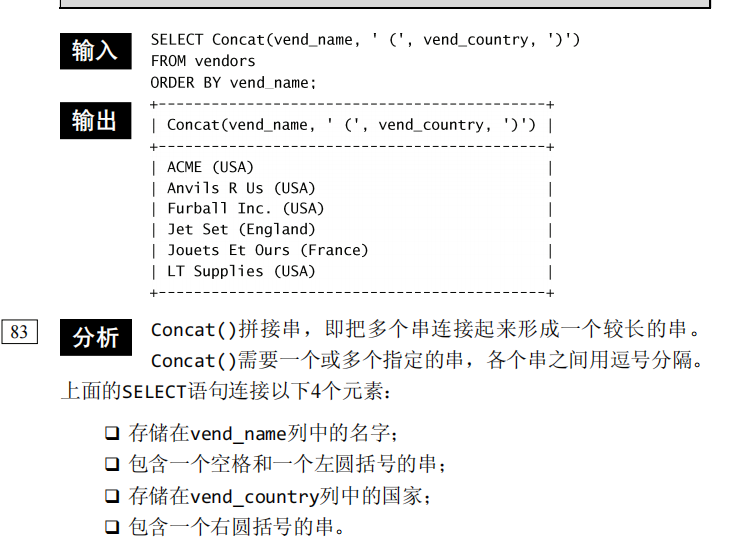 输入 SELECT Concat(vend_name, ' (', vend_country, ')')
FROM vendors
ORDER BY vend_name;
输出 +-------------------------------------------+
| Concat(vend_name, ' (', vend_country, ')') |
+-------------------------------------------+
| ACME (USA) |
| Anvils R Us (USA) |
| Furball Inc. (USA) |
| Jet Set (England) |
| Jouets Et Ours (France) |
| LT Supplies (USA) |
+-------------------------------------------+
83 分析 Concat()拼接串，即把多个串连接起来形成一个较长的串。
Concat()需要一个或多个指定的串，各个串之间用逗号分隔。
上面的SELECT语句连接以下4个元素：
❑ 存储在vend_name列中的名字；
❑ 包含一个空格和一个左圆括号的串；
❑ 存储在vend_country列中的国家；
❑ 包含一个右圆括号的串。